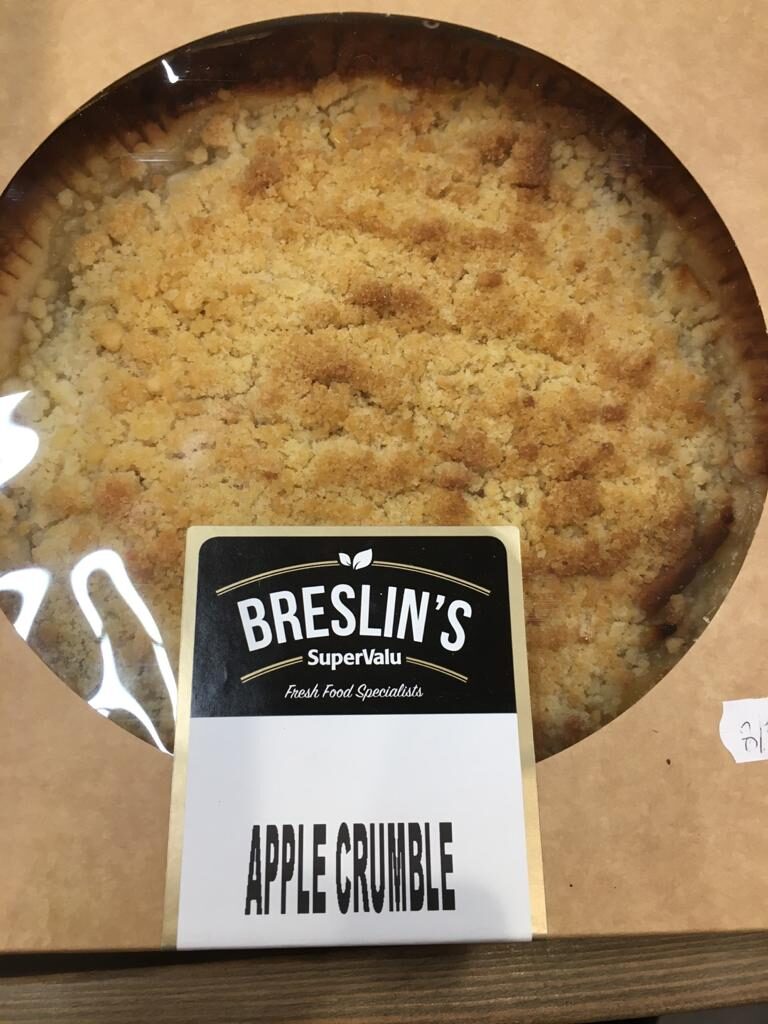 BRESLIN'S
SuperValu
Fresh Food Specialists
APPLE CRUMBLE